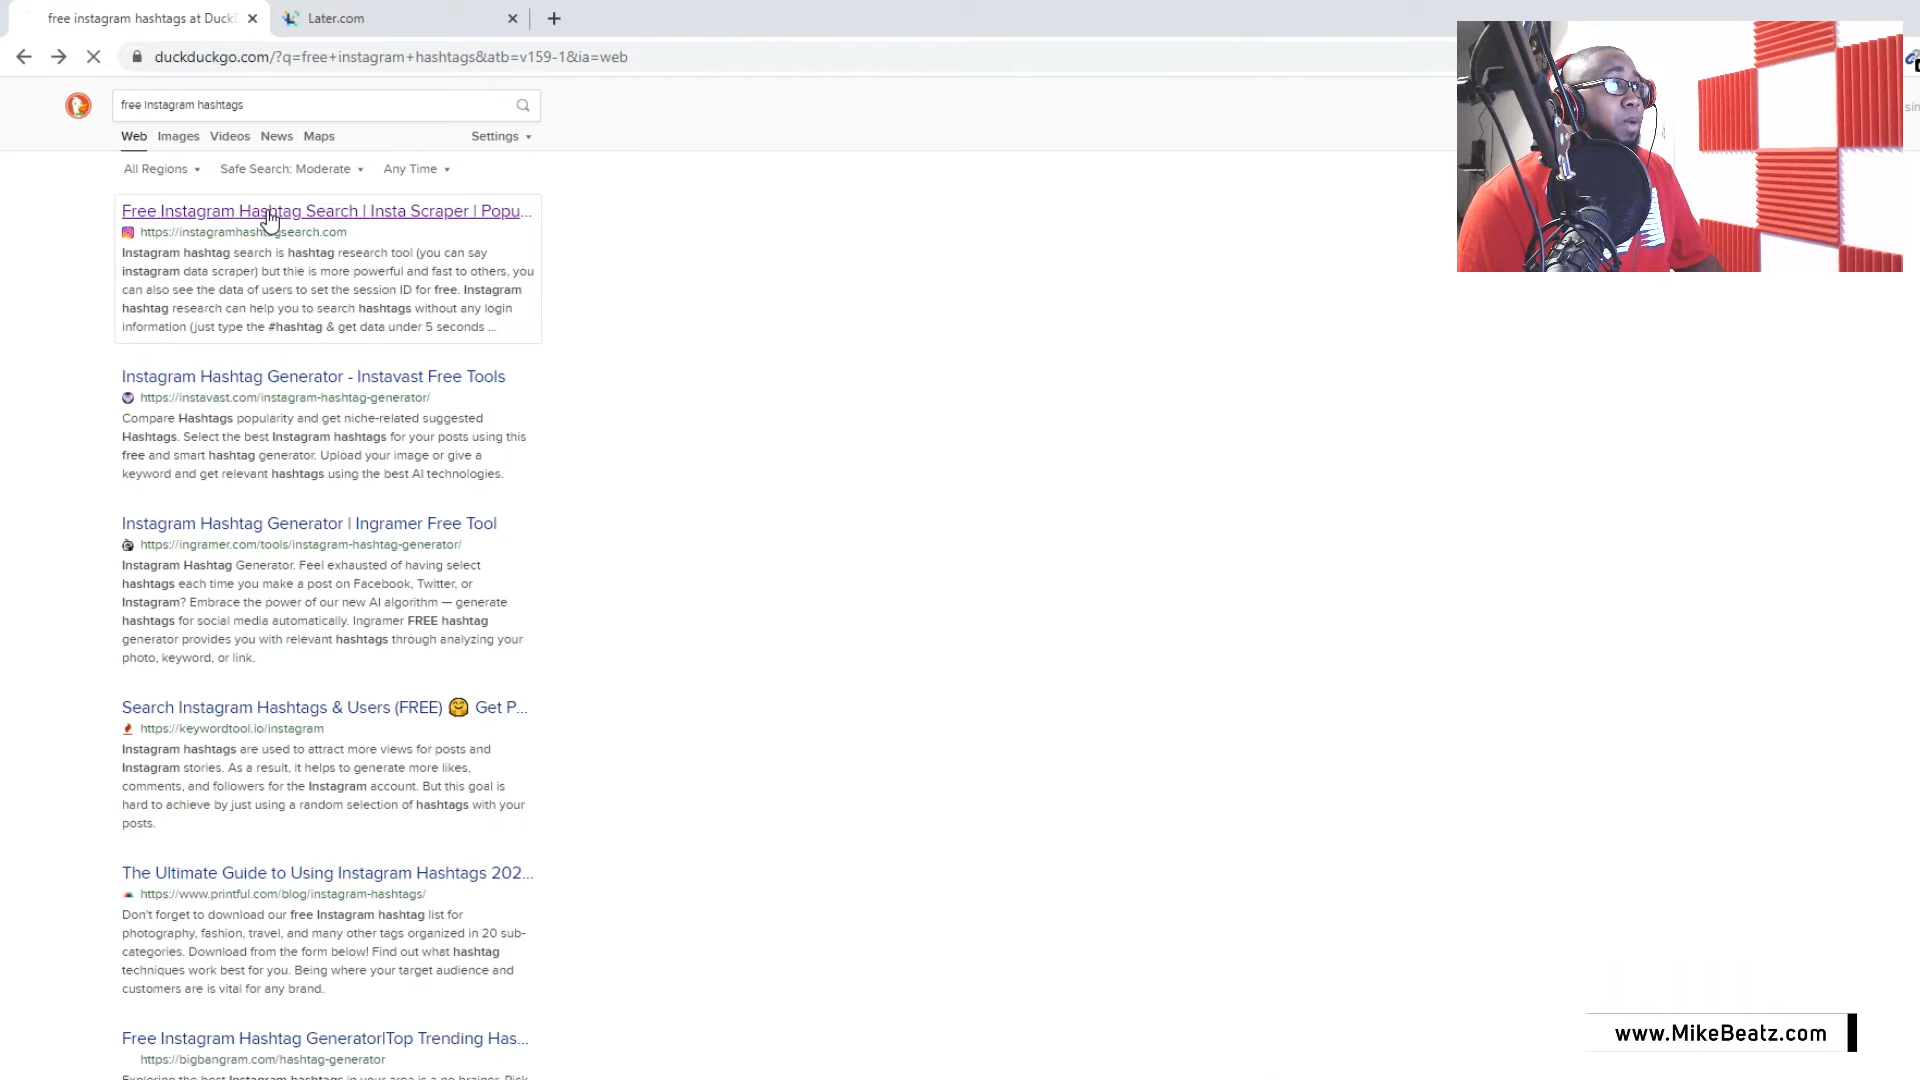 free instagram hashtags at Duck
Later.com
duckduckgo.com/?q=free+instagram+hashtags&atb=v159-1&ia=web
free instagram hashtags
Web Images Videos News Maps Settings
All Regions Safe Search: Moderate Any Time
Free Instagram Hashtag Search | Insta Scraper | Popu...
https://instagramhashtagsearch.com
Instagram hashtag search is hashtag research tool (you can say
instagram data scraper) but thie is more powerful and fast to others, you
can also see the data of users to set the session ID for free. Instagram
hashtag research can help you to search hashtags without any login
information (just type the #hashtag & get data under 5 seconds ...
Instagram Hashtag Generator - Instavast Free Tools
https://instavast.com/instagram-hashtag-generator/
Compare Hashtags popularity and get niche-related suggested
Hashtags. Select the best Instagram hashtags for your posts using this
free and smart hashtag generator. Upload your image or give a
keyword and get relevant hashtags using the best AI technologies.
Instagram Hashtag Generator | Ingramer Free Tool
https://ingramer.com/tools/instagram-hashtag-generator/
Instagram Hashtag Generator. Feel exhausted of having select
hashtags each time you make a post on Facebook, Twitter, or
Instagram? Embrace the power of our new AI algorithm — generate
hashtags for social media automatically. Ingramer FREE hashtag
generator provides you with relevant hashtags through analyzing your
photo, keyword, or link.
Search Instagram Hashtags & Users (FREE) 🤗 Get P...
https://keywordtool.io/instagram
Instagram hashtags are used to attract more views for posts and
Instagram stories. As a result, it helps to generate more likes,
comments, and followers for the Instagram account. But this goal is
hard to achieve by just using a random selection of hashtags with your
posts.
The Ultimate Guide to Using Instagram Hashtags 202...
https://www.printful.com/blog/instagram-hashtags/
Don't forget to download our free Instagram hashtag list for
photography, fashion, travel, and many other tags organized in 20 sub-
categories. Download from the form below! Find out what hashtag
techniques work best for you. Being where your target audience and
customers are is vital for any brand.
Free Instagram Hashtag Generator|Top Trending Has...
https://bigbangram.com/hashtag-generator
Exploring the best Instagram hashtags in your area is a no brainer. Pick
www.MikeBeatz.com